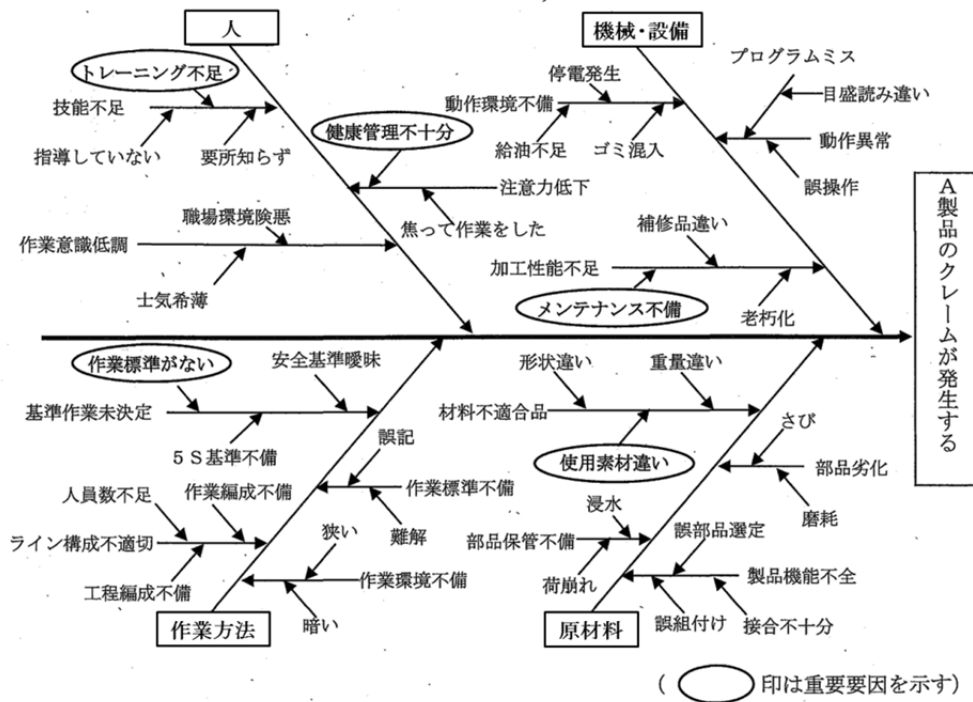 人
機械・設備
トレーニング不足
技能不足
指導していない
要所知らず
健康管理不十分
注意力低下
焦って作業をした
職場環境険悪
作業意識低調
士気希薄
停電発生
動作環境不備
給油不足
ゴミ混入
プログラムミス
目盛読み違い
動作異常
誤操作
補修品違い
加工性能不足
メンテナンス不備
老朽化
A製品のクレームが発生する
作業標準がない
安全基準曖昧
基準作業未決定
5S基準不備
誤記
作業標準不備
難解
人員数不足
作業編成不備
ライン構成不適切
工程編成不備
狭い
作業環境不備
暗い
作業方法
形状違い
重量違い
材料不適合品
使用素材違い
さび
部品劣化
磨耗
浸水
部品保管不備
荷崩れ
誤部品選定
製品機能不全
誤組付け
接合不十分
原材料
( 印は重要要因を示す)